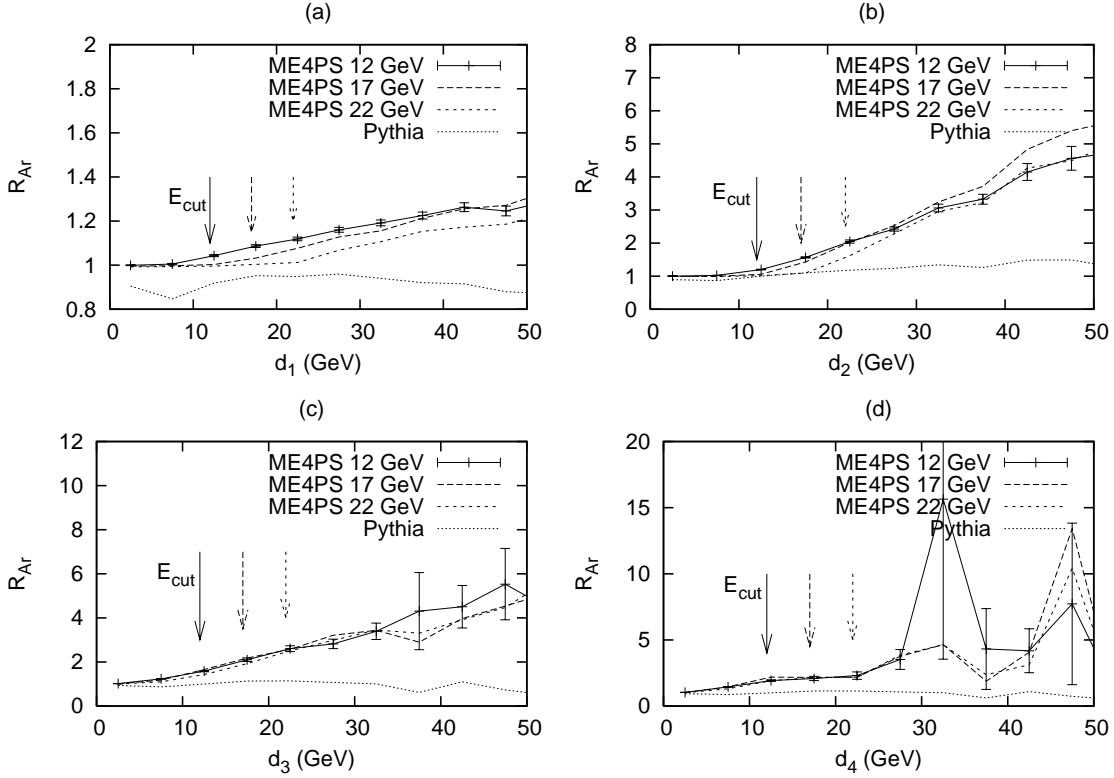 (a)
2
1.8
1.6
1.4
1.2
1
0.8
R_Ar
ME4PS 12 GeV
ME4PS 17 GeV
ME4PS 22 GeV
Pythia
E_cut
0 10 20 30 40 50
d_1 (GeV)
(b)
8
7
6
5
4
3
2
1
0
R_Ar
ME4PS 12 GeV
ME4PS 17 GeV
ME4PS 22 GeV
Pythia
E_cut
0 10 20 30 40 50
d_2 (GeV)
(c)
12
10
8
6
4
2
0
R_Ar
ME4PS 12 GeV
ME4PS 17 GeV
ME4PS 22 GeV
Pythia
E_cut
0 10 20 30 40 50
d_3 (GeV)
(d)
20
15
10
5
0
R_Ar
ME4PS 12 GeV
ME4PS 17 GeV
ME4PS 22 GeV
Pythia
E_cut
0 10 20 30 40 50
d_4 (GeV)